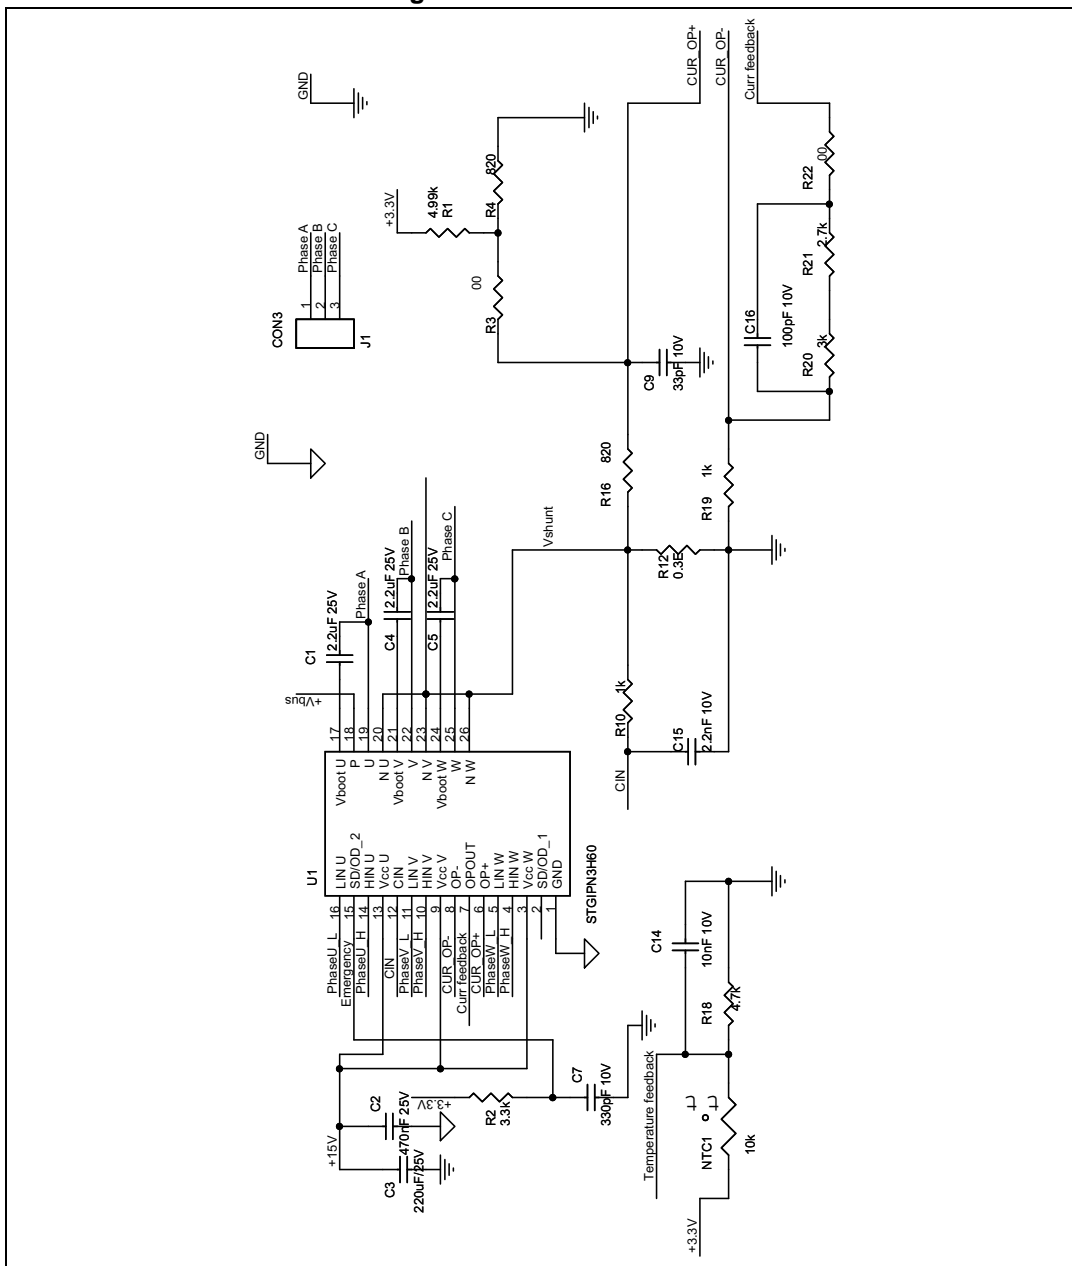 g
GND
+3.3V
4.99k
R1
R4
820
00
R3
CUR_OP+
CUR_OP-
Curr feedback
CON3
1
2
3
Phase A
Phase B
Phase C
J1
C9
33pF 10V
R22
00
R21
2.7k
C16
100pF 10V
R20
3k
GND
R16
820
R19
1k
Vshunt
R12
0.3E
R10
1k
C15
2.2nF 10V
CIN
C1
2.2uF 25V
Phase A
C4
2.2uF 25V
Phase B
C5
2.2uF 25V
Phase C
+Vbus
17
18
19
20
21
22
23
24
25
26
Vboot U
P
U
N U
Vboot V
V
N V
Vboot W
W
N W
U1
LIN U
SD/OD_2
HIN U
Vcc U
CIN
LIN V
HIN V
Vcc V
OP-
OPOUT
OP+
LIN W
HIN W
Vcc W
SD/OD_1
GND
STGIPN3H60
16
15
14
13
12
11
10
9
8
7
6
5
4
3
2
1
PhaseU_L
Emergency
PhaseU_H
CIN
PhaseV_L
PhaseV_H
CUR_OP-
Curr feedback
CUR_OP+
PhaseW_L
PhaseW_H
+15V
C2
470nF 25V
C3
220uF/25V
+3.3V
R2
3.3k
C7
330pF 10V
C14
10nF 10V
R18
4.7k
Temperature feedback
NTC1
t
t
10k
+3.3V